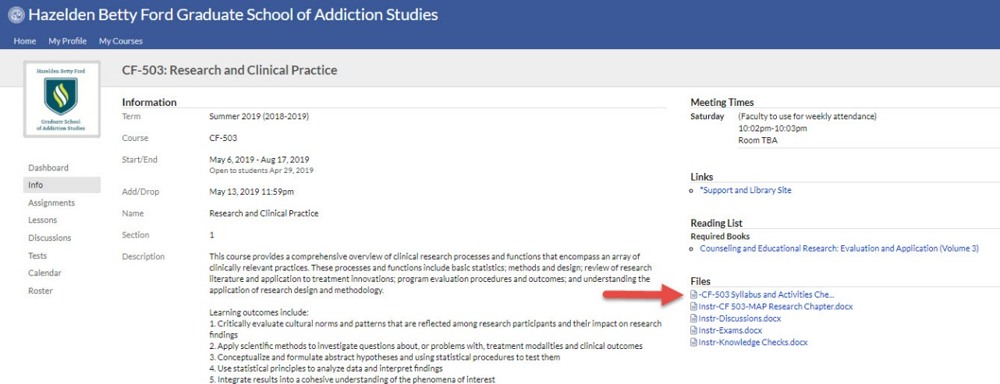 Hazelden Betty Ford Graduate School of Addiction Studies
Home My Profile My Courses
Hazelden Betty Ford
Graduate School
of Addiction Studies
CF-503: Research and Clinical Practice
Dashboard
Info
Assignments
Lessons
Discussions
Tests
Calendar
Roster
Information
Term Summer 2019 (2018-2019)
Course CF-503
Start/End May 6, 2019 - Aug 17, 2019
Open to students Apr 29, 2019
Add/Drop May 13, 2019 11:59pm
Name Research and Clinical Practice
Section 1
Description This course provides a comprehensive overview of clinical research processes and functions that encompass an array of
clinically relevant practices. These processes and functions include basic statistics; methods and design; review of research
literature and application to treatment innovations; program evaluation procedures and outcomes; and understanding the
application of research design and methodology.
Learning outcomes include:
1. Critically evaluate cultural norms and patterns that are reflected among research participants and their impact on research
findings
2. Apply scientific methods to investigate questions about, or problems with, treatment modalities and clinical outcomes
3. Conceptualize and formulate abstract hypotheses and using statistical procedures to test them
4. Use statistical principles to analyze data and interpret findings
5. Integrate results into a cohesive understanding of the phenomena of interest
Meeting Times
Saturday (Faculty to use for weekly attendance)
10:02pm-10:03pm
Room TBA
Links
*Support and Library Site
Reading List
Required Books
Counseling and Educational Research: Evaluation and Application (Volume 3)
Files
-CF-503 Syllabus and Activities Che...
Instr-CF 503-MAP Research Chapter.docx
Instr-Discussions.docx
Instr-Exams.docx
Instr-Knowledge Checks.docx